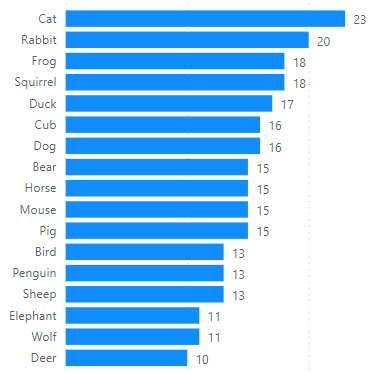 Cat 23
Rabbit 20
Frog 18
Squirrel 18
Duck 17
Cub 16
Dog 16
Bear 15
Horse 15
Mouse 15
Pig 15
Bird 13
Penguin 13
Sheep 13
Elephant 11
Wolf 11
Deer 10